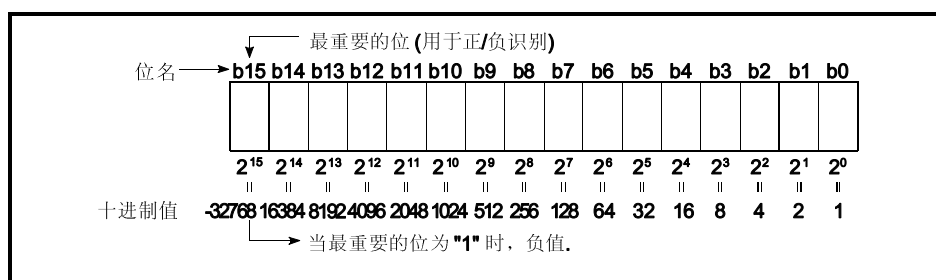 最重要的位 (用于正/负识别)
位名 b15 b14 b13 b12 b11 b10 b9 b8 b7 b6 b5 b4 b3 b2 b1 b0
2¹⁵ 2¹⁴ 2¹³ 2¹² 2¹¹ 2¹⁰ 2⁹ 2⁸ 2⁷ 2⁶ 2⁵ 2⁴ 2³ 2² 2¹ 2⁰
十进制值 -32768 16384 8192 4096 2048 1024 512 256 128 64 32 16 8 4 2 1
当最重要的位为 "1" 时，负值.